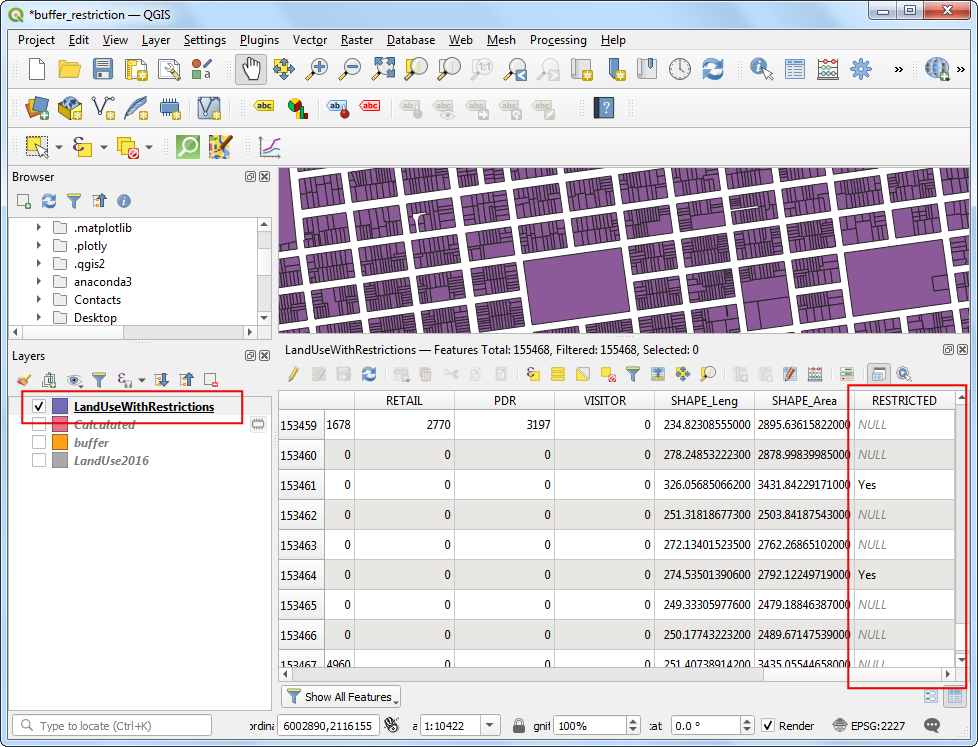 *buffer_restriction — QGIS
Project Edit View Layer Settings Plugins Vector Raster Database Web Mesh Processing Help
Browser
.matplotlib
.plotly
.qgis2
anaconda3
Contacts
Desktop
Layers
LandUseWithRestrictions
Calculated
buffer
LandUse2016
LandUseWithRestrictions — Features Total: 155468, Filtered: 155468, Selected: 0
RETAIL PDR VISITOR SHAPE_Leng SHAPE_Area RESTRICTED
153459 1678 2770 3197 0 234.82308555000 2895.63615822000 NULL
153460 0 0 0 0 278.24853222300 2878.99839985000 NULL
153461 0 0 0 0 326.05685066200 3431.84229171000 Yes
153462 0 0 0 0 251.31818677300 2503.84187543000 NULL
153463 0 0 0 0 272.13401523500 2762.26865102000 NULL
153464 0 0 0 0 274.53501390600 2792.12249719000 Yes
153465 0 0 0 0 249.33305977600 2479.18846387000 NULL
153466 0 0 0 0 250.17743223200 2489.67147539000 NULL
153467 4960 0 0 0 251.40738914200 3435.05544658000 NULL
Show All Features
Type to locate (Ctrl+K) ordina 6002890,2116155 a 1:10422 gnif 100% :at 0.0 ° Render EPSG:2227